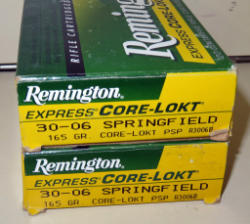 RIFLE CARTRIDGES
Remington
Remington
EXPRESS CORE-LOKT
30-06 SPRINGFIELD
165 GR CORE-LOKT PSP R3006B
Remington
EXPRESS CORE-LOKT
30-06 SPRINGFIELD
165 GR CORE-LOKT PSP R3006B